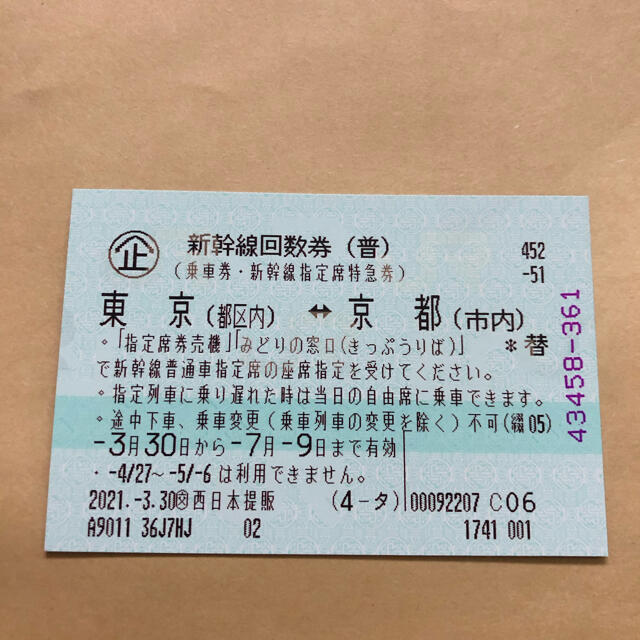 企 新幹線回数券(普) 452
(乗車券・新幹線指定席特急券) -51
東 京(都区内) ↔ 京 都(市内)
・「指定席券売機」「みどりの窓口(きっぷうりば)」 *替
で新幹線普通車指定席の座席指定を受けてください。
・指定列車に乗り遅れた時は当日の自由席に乗車できます。
・途中下車、乗車変更(乗車列車の変更を除く)不可(綴05)
-3月30日から-7月-9日まで有効
・-4/27~-5/-6は利用できません。
2021.-3.30 西日本提販 (4-タ) 00092207 C06
A9011 36J7HJ 02 1741 001
43458-361